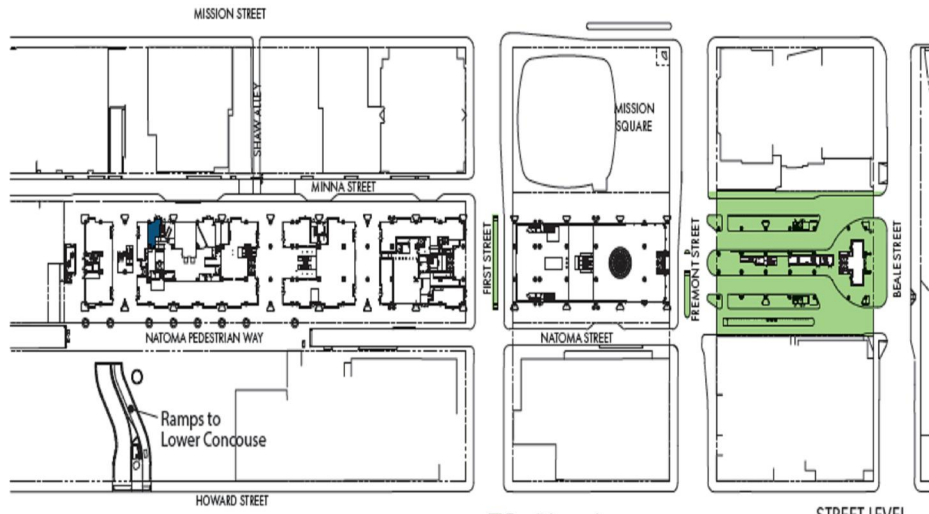 MISSION STREET
SHAW ALLEY
MISSION
SQUARE
MINNA STREET
FIRST STREET
FREMONT STREET
BEALE STREET
NATOMA PEDESTRIAN WAY
NATOMA STREET
Ramps to
Lower Concouse
HOWARD STREET
STREET LEVEL